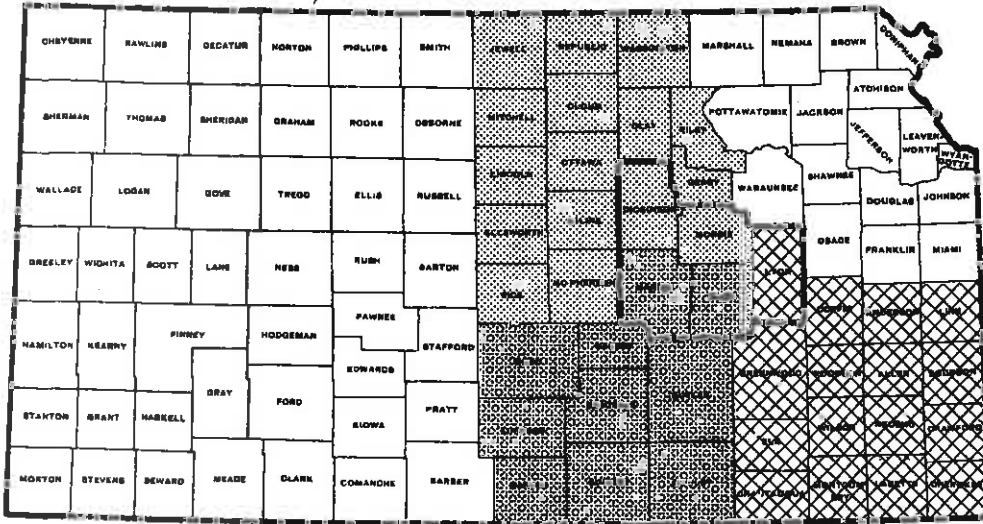 CHEYENNE RAWLINS DECATUR NORTON PHILLIPS SMITH JEWELL REPUBLIC WASHINGTON MARSHALL NEMAHA BROWN DONIPHAN
ATCHISON
SHERMAN THOMAS SHERIDAN GRAHAM ROOKS OSBORNE MITCHELL CLOUD CLAY RILEY POTTAWATOMIE JACKSON JEFFERSON LEAVENWORTH
WYANDOTTE
WALLACE LOGAN GOVE TREGO ELLIS RUSSELL LINCOLN OTTAWA GEARY WABAUNSEE SHAWNEE DOUGLAS JOHNSON
GREELEY WICHITA SCOTT LANE NESS RUSH BARTON ELLSWORTH SALINE DICKINSON MORRIS LYON OSAGE FRANKLIN MIAMI
RICE MCPHERSON
HAMILTON KEARNY FINNEY HODGEMAN PAWNEE STAFFORD COFFEY ANDERSON LINN
EDWARDS
GRAY FORD GREENWOOD WOODSON ALLEN BOURBON
STANTON GRANT HASKELL KIOWA PRATT ELK WILSON NEOSHO CRAWFORD
MORTON STEVENS SEWARD MEADE CLARK COMANCHE BARBER CHAUTAUQUA MONTGOMERY LABETTE CHEROKEE